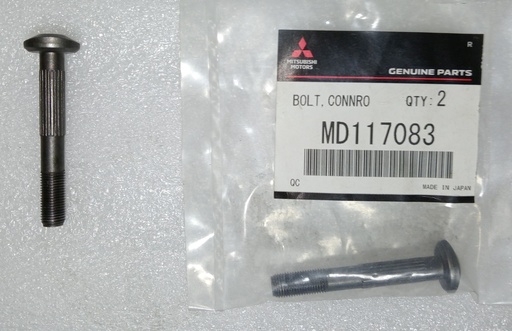 R
MITSUBISHI
MOTORS
GENUINE PARTS
BOLT,CONNRO QTY:2
MD117083
QC MADE IN JAPAN